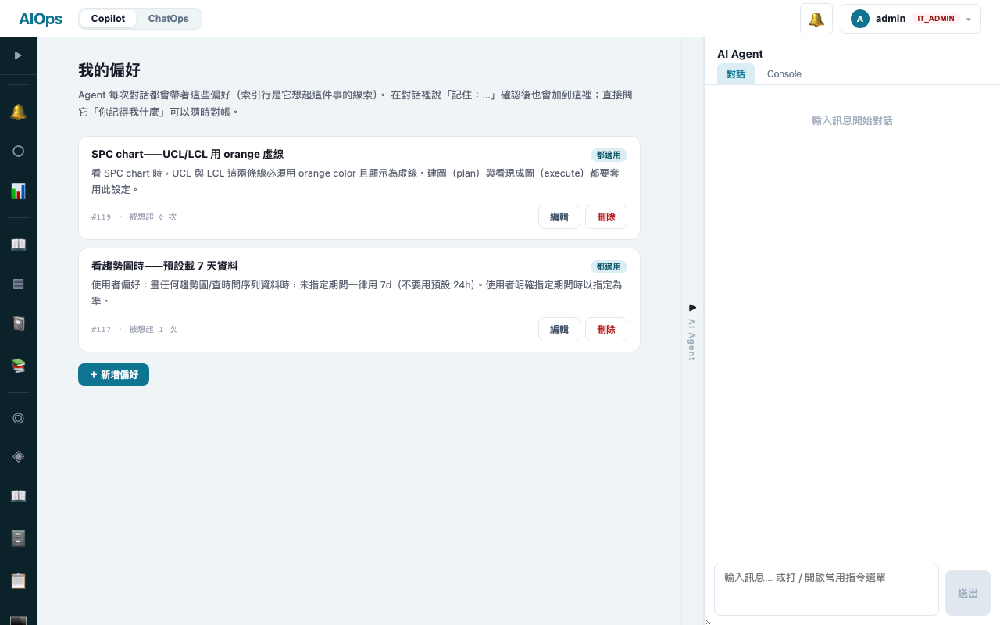 AIOps
Copilot
ChatOps
A
admin
IT_ADMIN
我的偏好
Agent 每次對話都會帶著這些偏好（索引行是它想起這件事的線索）。 在對話裡說「記住：…」確認後也會加到這裡；直接問
它「你記得我什麼」可以隨時對帳。
SPC chart——UCL/LCL 用 orange 虛線
都適用
看 SPC chart 時，UCL 與 LCL 這兩條線必須用 orange color 且顯示為虛線。建圖（plan）與看現成圖（execute）都要套
用此設定。
#119 · 被想起 0 次
編輯
刪除
看趨勢圖時——預設載 7 天資料
都適用
使用者偏好：畫任何趨勢圖/查時間序列資料時，未指定期間一律用 7d（不要用預設 24h）。使用者明確指定期間時以指定為
準。
#117 · 被想起 1 次
編輯
刪除
＋ 新增偏好
AI Agent
AI Agent
對話
Console
輸入訊息開始對話
輸入訊息… 或打 / 開啟常用指令選單
送出